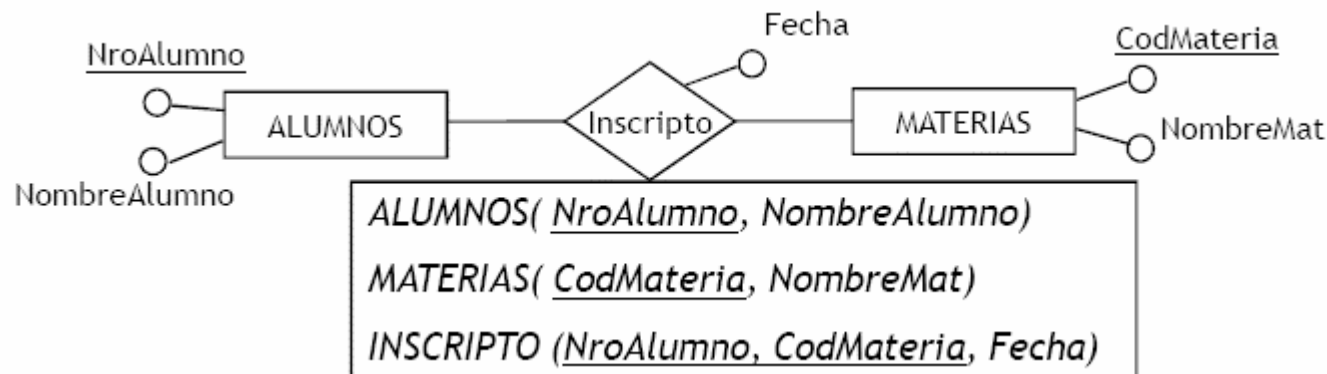 Fecha
NroAlumno
CodMateria
ALUMNOS
Inscripto
MATERIAS
NombreMat
NombreAlumno
ALUMNOS( NroAlumno, NombreAlumno)
MATERIAS( CodMateria, NombreMat)
INSCRIPTO (NroAlumno, CodMateria, Fecha)